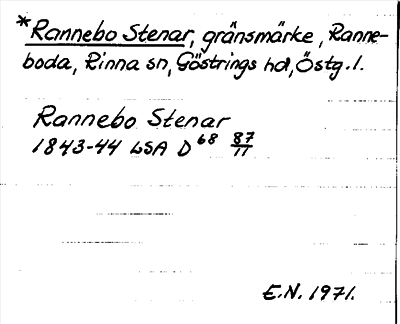 *Rannebo Stenar, gränsmärke, Ranne-
boda, Rinna sn, Göstrings hd, Östg. l.
Rannebo Stenar
1843-44 LSA D68 87/11
E.N. 1971.